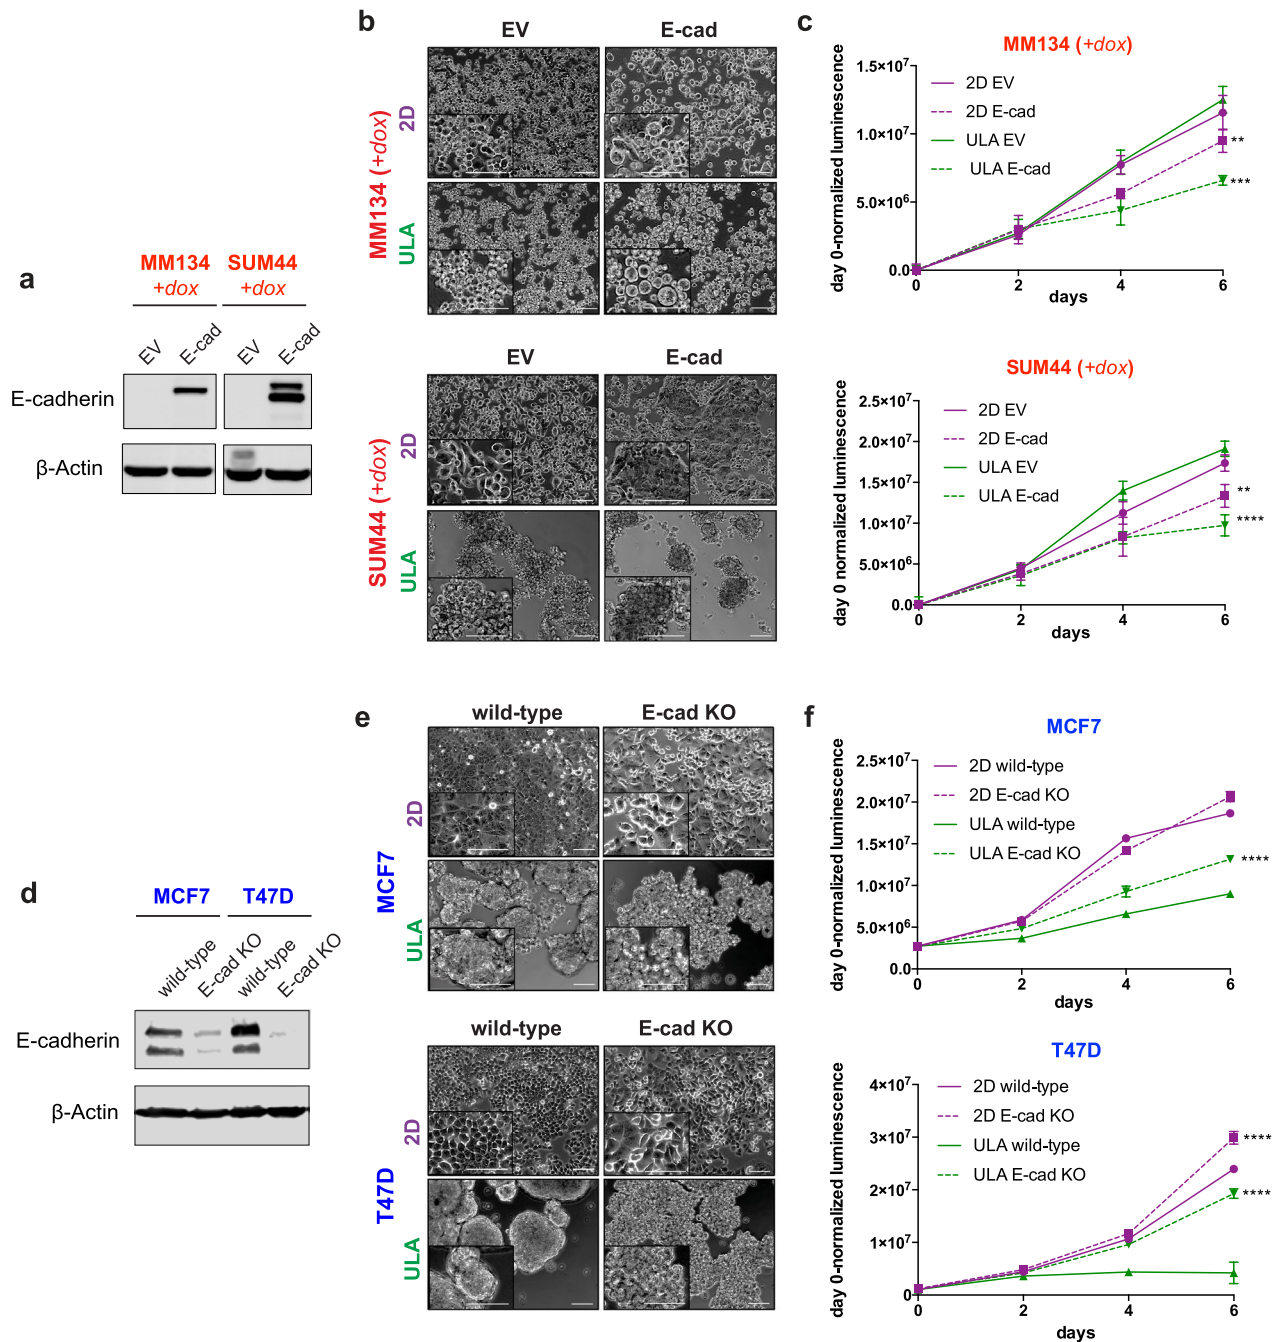 a
MM134 SUM44
+dox +dox
EV E-cad EV E-cad
E-cadherin
β-Actin
b
EV E-cad
MM134 (+dox)
2D
ULA
EV E-cad
SUM44 (+dox)
2D
ULA
c
MM134 (+dox)
day 0-normalized luminescence
1.5×10⁷
1.0×10⁷
5.0×10⁶
0.0
2D EV
2D E-cad
ULA EV
ULA E-cad
**
***
0 2 4 6
days
SUM44 (+dox)
day 0 normalized luminescence
2.5×10⁷
2.0×10⁷
1.5×10⁷
1.0×10⁷
5.0×10⁶
0.0
2D EV
2D E-cad
ULA EV
ULA E-cad
**
****
0 2 4 6
days
d
MCF7 T47D
wild-type E-cad KO wild-type E-cad KO
E-cadherin
β-Actin
e
wild-type E-cad KO
MCF7
2D
ULA
wild-type E-cad KO
T47D
2D
ULA
f
MCF7
day 0-normalized luminescence
2.5×10⁷
2.0×10⁷
1.5×10⁷
1.0×10⁷
5.0×10⁶
0.0
2D wild-type
2D E-cad KO
ULA wild-type
ULA E-cad KO
****
0 2 4 6
days
T47D
day 0-normalized luminescence
4×10⁷
3×10⁷
2×10⁷
1×10⁷
0
2D wild-type
2D E-cad KO
ULA wild-type
ULA E-cad KO
****
****
0 2 4 6
days